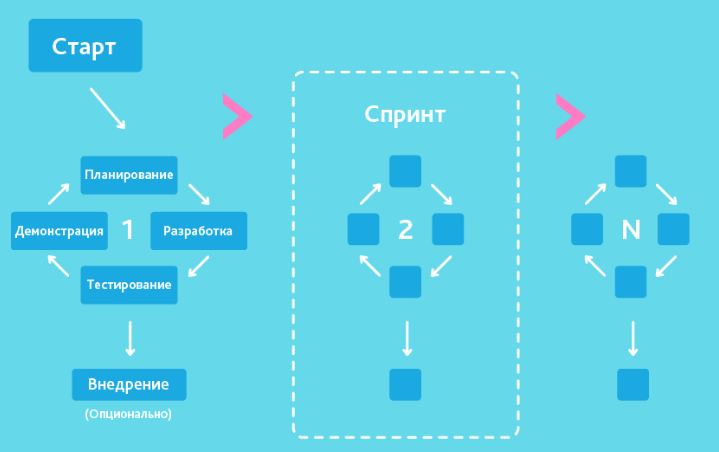 Старт
Спринт
Планирование
Демонстрация
1
Разработка
2
N
Тестирование
Внедрение
(Опционально)